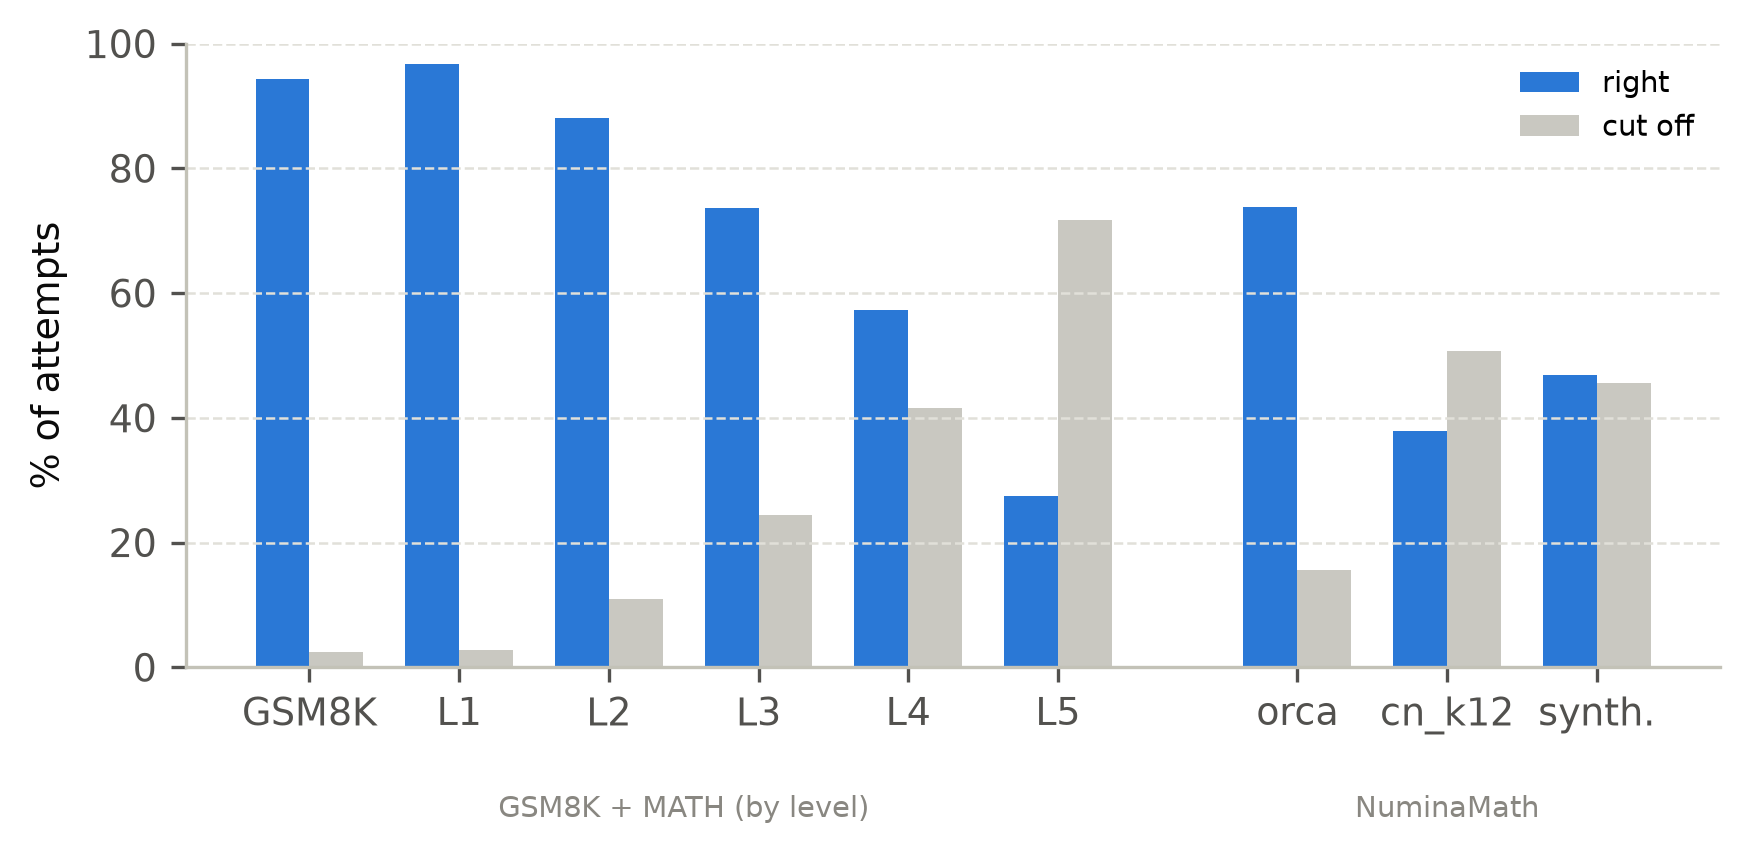 % of attempts
100
80
60
40
20
0
right
cut off
GSM8K L1 L2 L3 L4 L5 orca cn_k12 synth.
GSM8K + MATH (by level) NuminaMath